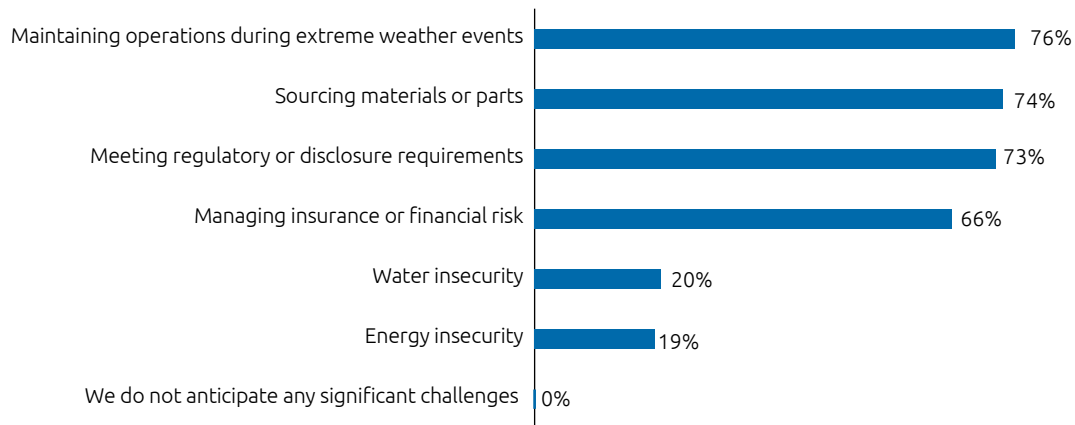 Maintaining operations during extreme weather events 76%
Sourcing materials or parts 74%
Meeting regulatory or disclosure requirements 73%
Managing insurance or financial risk 66%
Water insecurity 20%
Energy insecurity 19%
We do not anticipate any significant challenges 0%